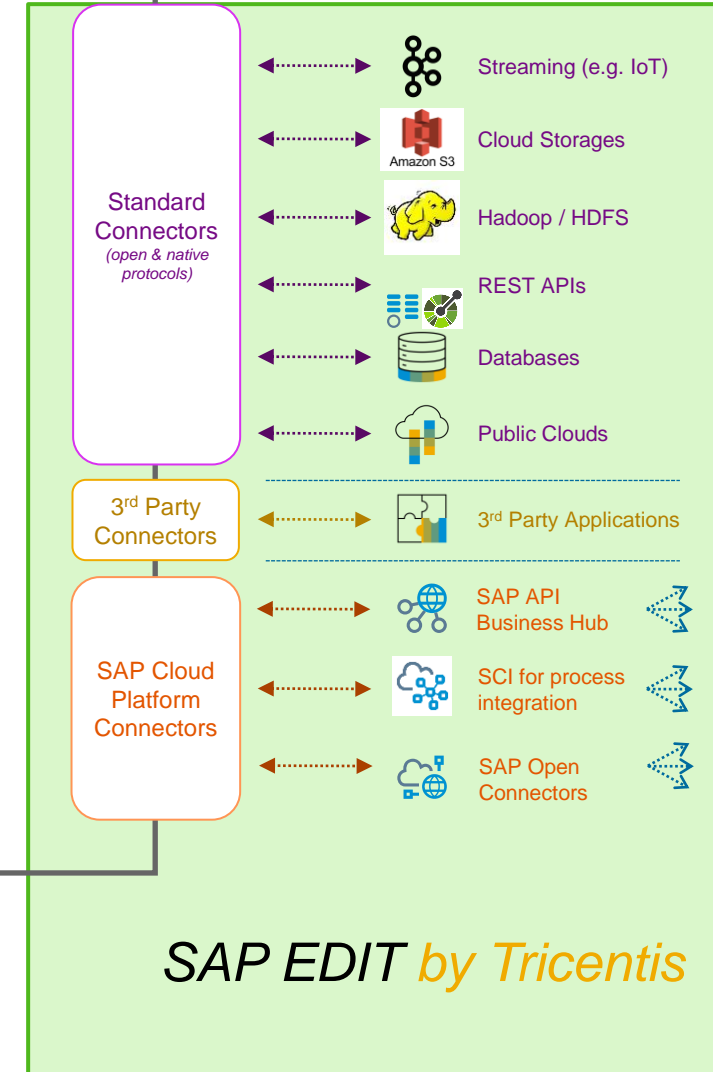 Standard
Connectors
(open & native
protocols)
Streaming (e.g. IoT)
Amazon S3
Cloud Storages
Hadoop / HDFS
REST APIs
Databases
Public Clouds
3rd Party
Connectors
3rd Party Applications
SAP Cloud
Platform
Connectors
SAP API
Business Hub
SCI for process
integration
SAP Open
Connectors
SAP EDIT by Tricentis